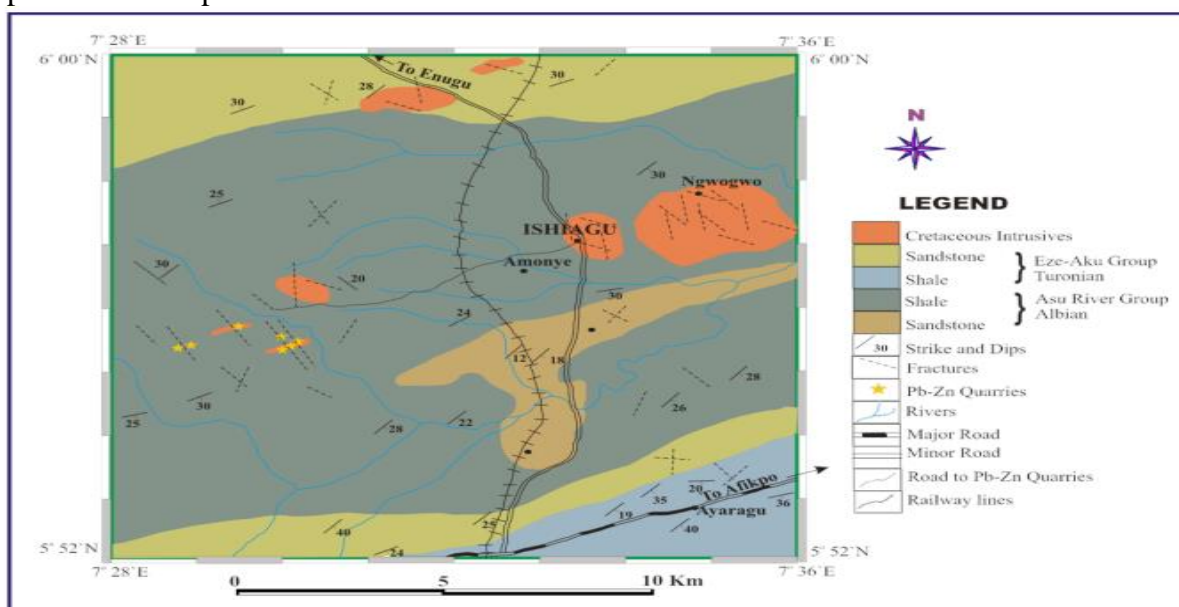 7° 28´E
7° 36´E
6° 00´N
6° 00´N
To Enugu
28
30
30
N
30
Ngwogwo
25
LEGEND
ISHIAGU
Cretaceous Intrusives
Sandstone
Eze-Aku Group
Turonian
Amonye
30
20
Shale
Shale
Asu River Group
Albian
30
24
Sandstone
12
18
30
Strike and Dips
Fractures
28
Pb-Zn Quarries
30
26
Rivers
25
28
22
Major Road
Minor Road
To Afikpo
20
35
36
Road to Pb-Zn Quarries
25
19
Ayaragu
Railway lines
40
40
24
5° 52´N
5° 52´N
7° 28´E
7° 36´E
0
5
10 Km